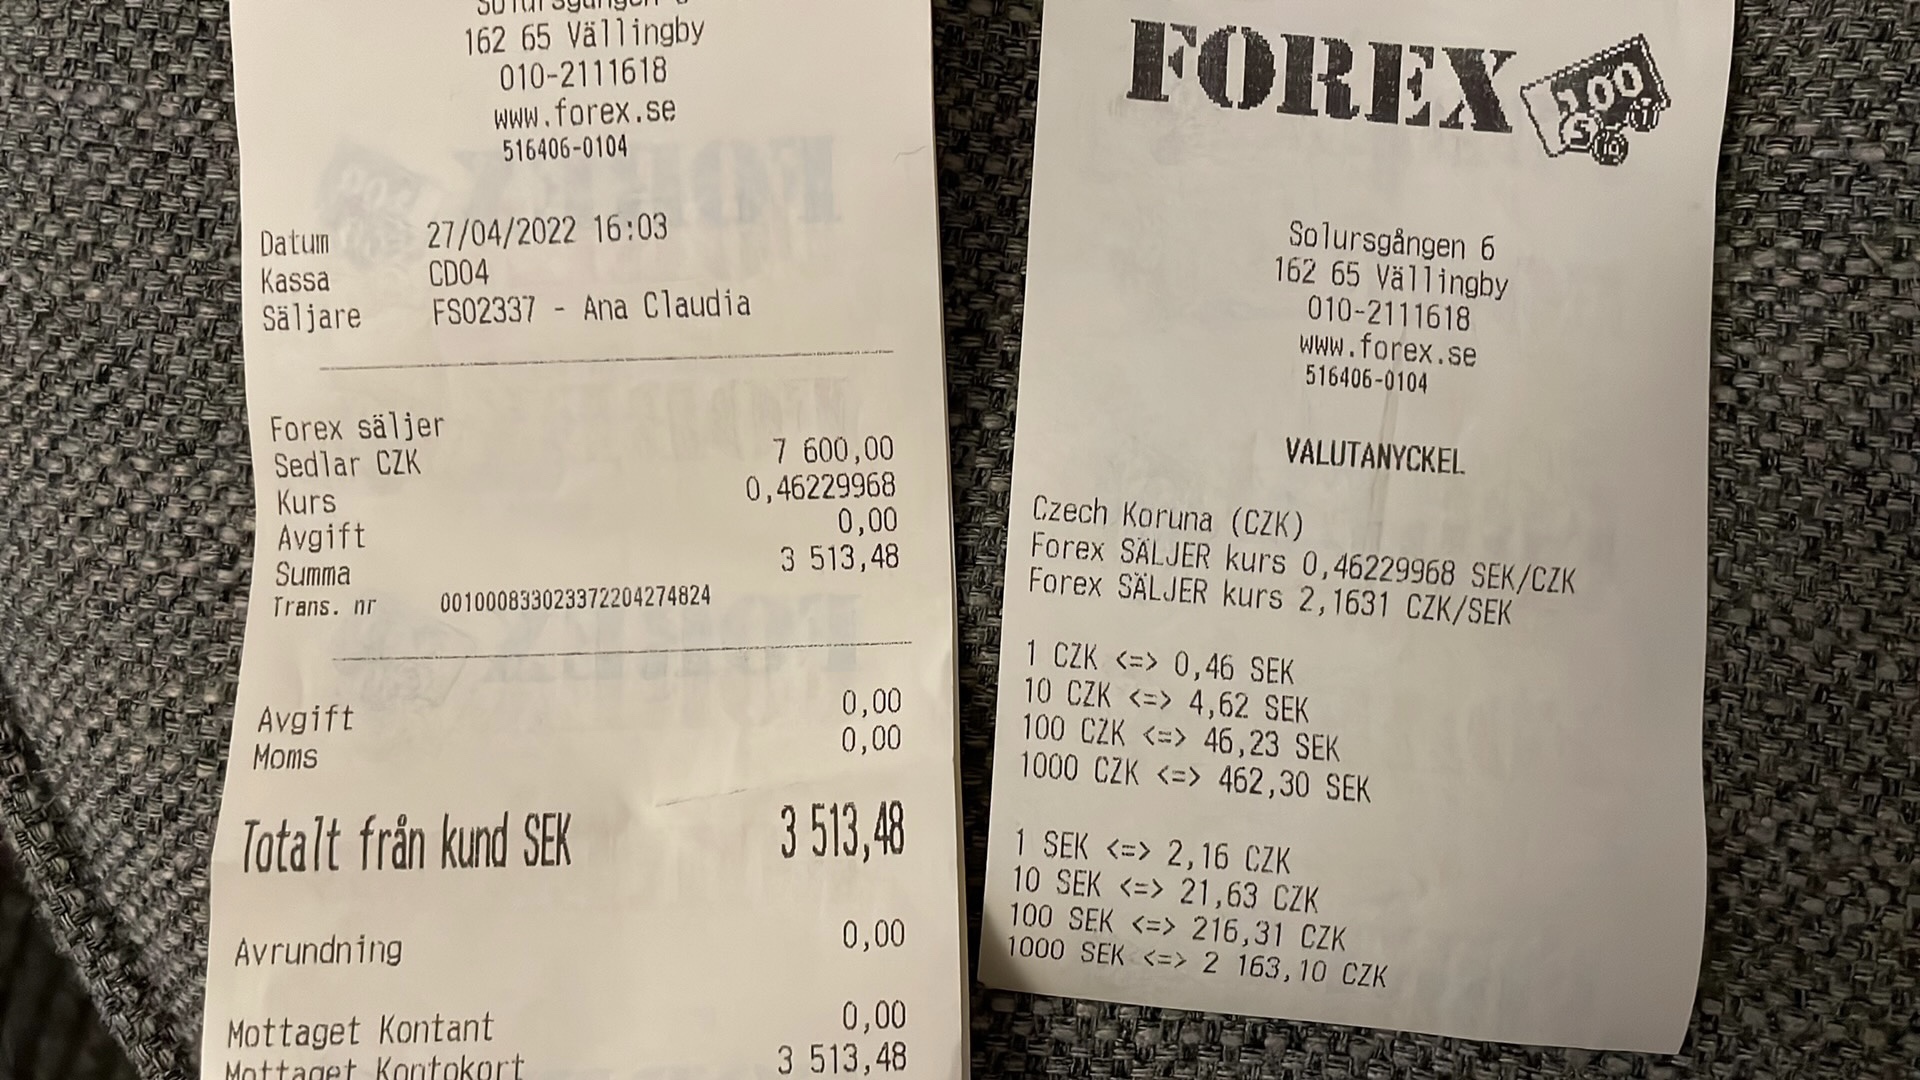 Solursgången 6
162 65 Vällingby
010-2111618
www.forex.se
516406-0104
Datum 27/04/2022 16:03
Kassa CD04
Säljare FS02337 - Ana Claudia
Forex säljer
Sedlar CZK 7 600,00
Kurs 0,46229968
Avgift 0,00
Summa 3 513,48
Trans. nr 001000833023372204274824
Avgift 0,00
Moms 0,00
Totalt från kund SEK 3 513,48
Avrundning 0,00
Mottaget Kontant 0,00
Mottaget Kontokort 3 513,48
FOREX
Solursgången 6
162 65 Vällingby
010-2111618
www.forex.se
516406-0104
VALUTANYCKEL
Czech Koruna (CZK)
Forex SÄLJER kurs 0,46229968 SEK/CZK
Forex SÄLJER kurs 2,1631 CZK/SEK
1 CZK <=> 0,46 SEK
10 CZK <=> 4,62 SEK
100 CZK <=> 46,23 SEK
1000 CZK <=> 462,30 SEK
1 SEK <=> 2,16 CZK
10 SEK <=> 21,63 CZK
100 SEK <=> 216,31 CZK
1000 SEK <=> 2 163,10 CZK